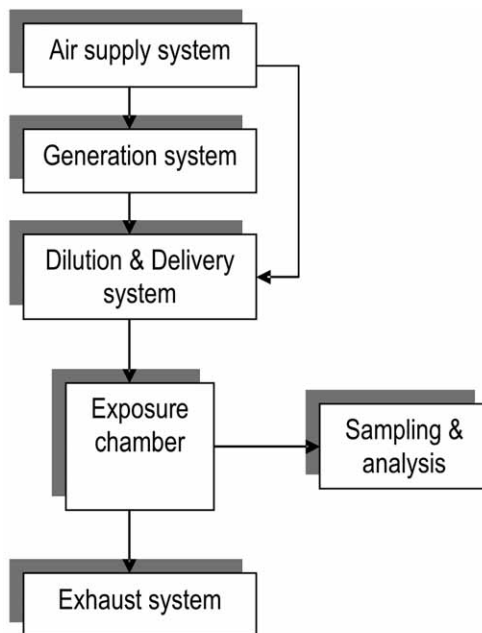 Air supply system
Generation system
Dilution & Delivery
system
Exposure
chamber
Sampling &
analysis
Exhaust system